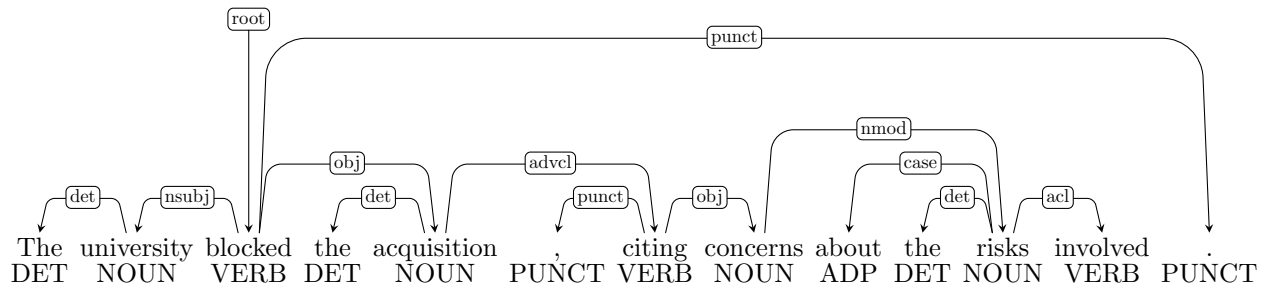 root
punct
nmod
obj advcl case
det nsubj det punct obj det acl
The university blocked the acquisition , citing concerns about the risks involved .
DET NOUN VERB DET NOUN PUNCT VERB NOUN ADP DET NOUN VERB PUNCT